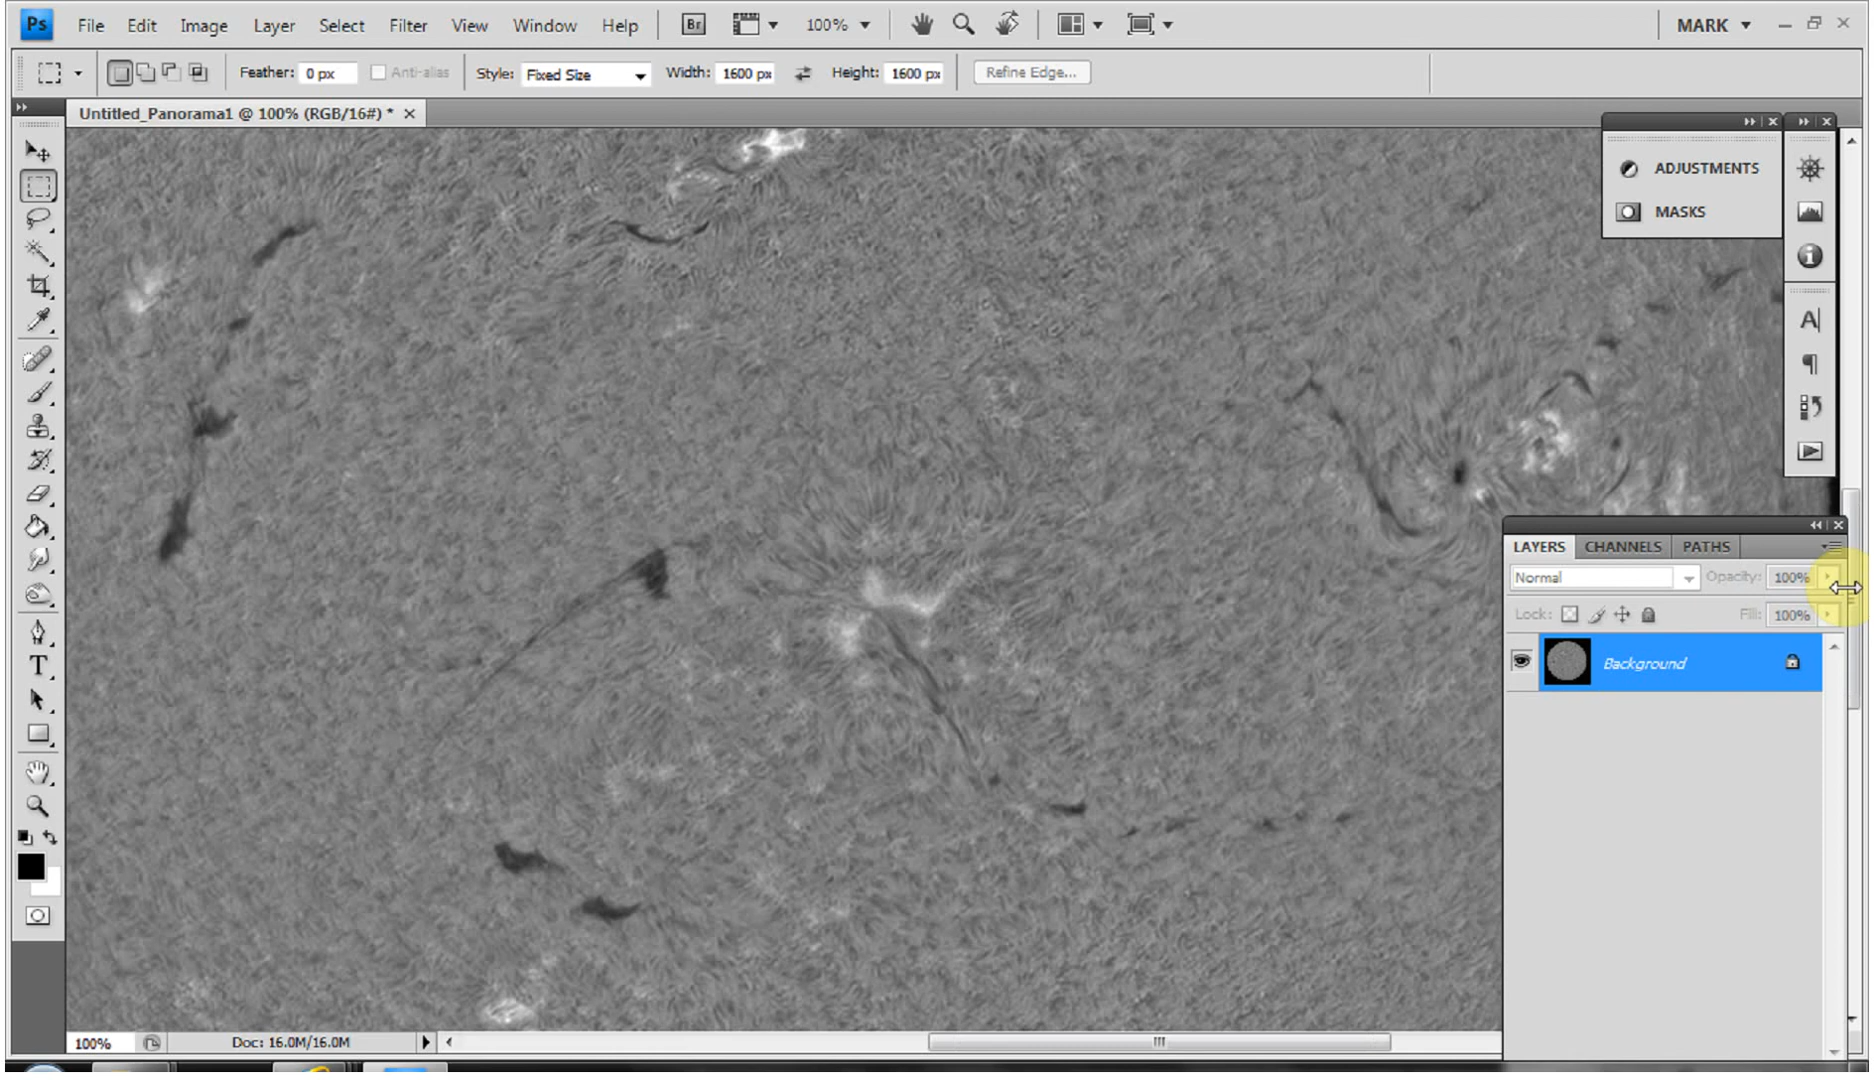 Ps File Edit Image Layer Select Filter View Window Help Br 100% MARK
Feather: 0 px Anti-alias Style: Fixed Size Width: 1600 px Height: 1600 px Refine Edge...
Untitled_Panorama1 @ 100% (RGB/16#) *
ADJUSTMENTS
MASKS
LAYERS CHANNELS PATHS
Normal Opacity: 100%
Lock: Fill: 100%
Background
100% Doc: 16.0M/16.0M